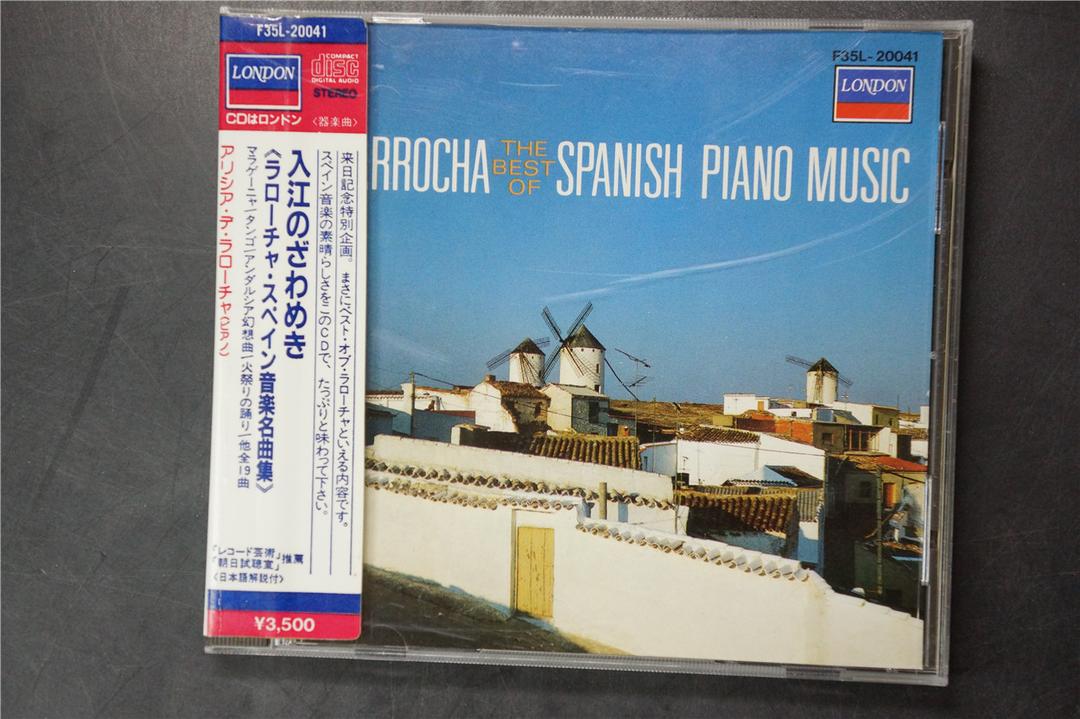 F35L-20041
LONDON
COMPACT
disc
DIGITAL AUDIO
STEREO
CDはロンドン
〈器楽曲〉
来日記念特別企画。まさにベスト・オブ・ラローチャといえる内容です。
スペイン音楽の素晴らしさをこのCDで、たっぷりと味わって下さい。
入江のざわめき
《ラローチャ・スペイン音楽名曲集》
マラゲーニャ/タンゴ/アンダルシア幻想曲/火祭りの踊り/他全19曲
アリシア・デ・ラローチャ(ピアノ)
「レコード芸術」
「朝日試聴室」
推薦
〈日本語解説付〉
¥3,500
F35L-20041
LONDON
RROCHA THE BEST OF SPANISH PIANO MUSIC